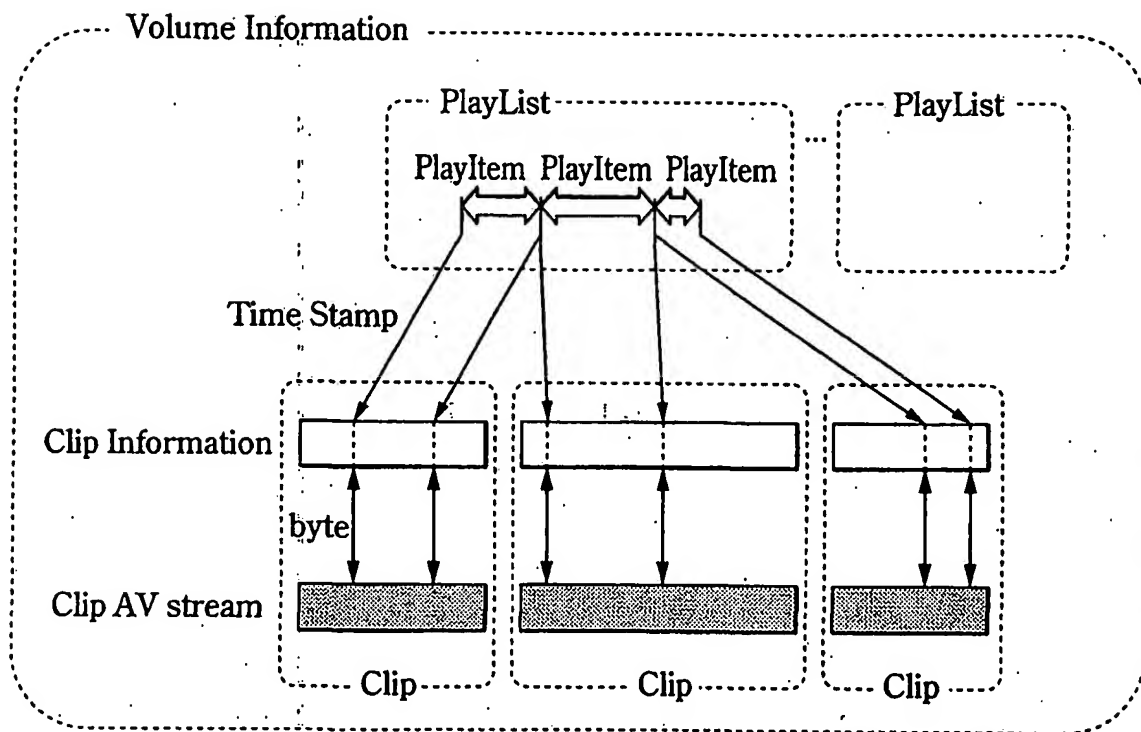 Volume Information
PlayList
PlayList
...
PlayItem PlayItem PlayItem
Time Stamp
Clip Information
byte
Clip AV stream
Clip
Clip
Clip